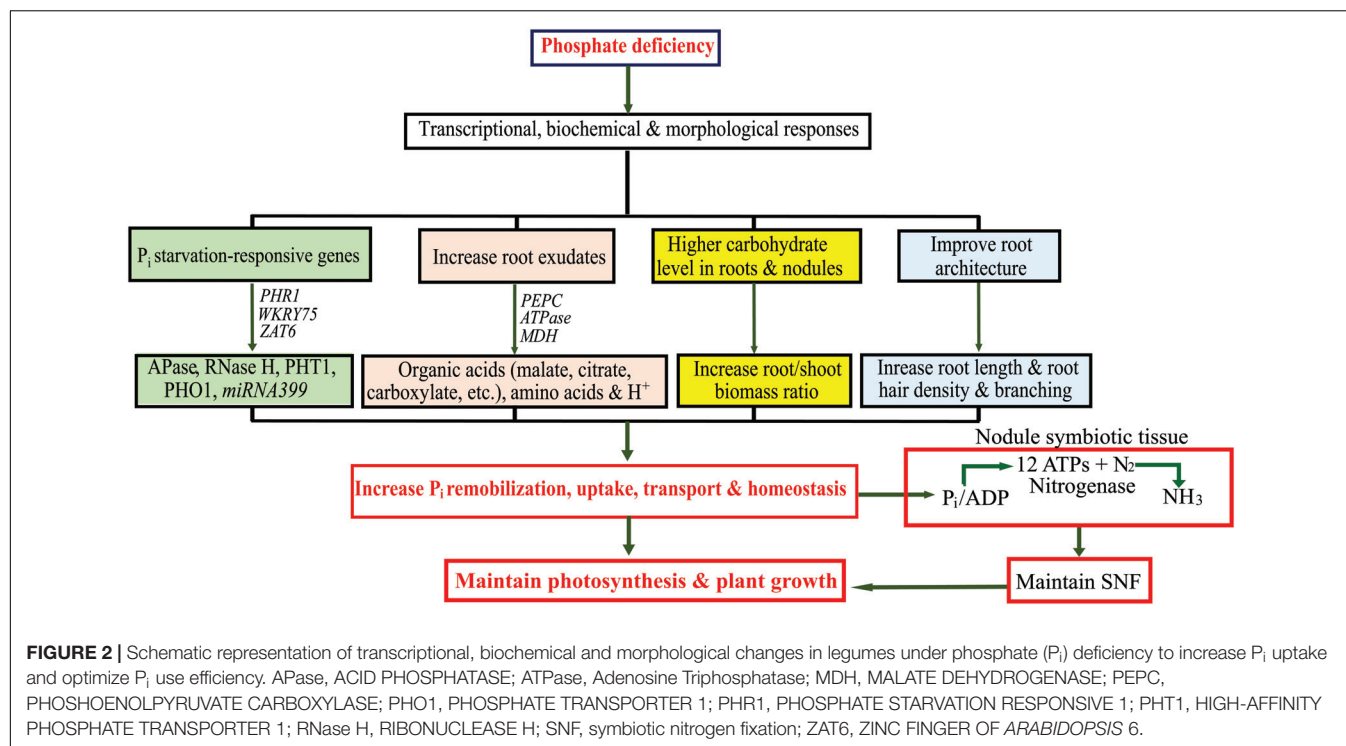 Phosphate deficiency
Transcriptional, biochemical & morphological responses
Pi starvation-responsive genes
Increase root exudates
Higher carbohydrate
level in roots & nodules
Improve root
architecture
PHR1
WKRY75
ZAT6
PEPC
ATPase
MDH
APase, RNase H, PHT1,
PHO1, miRNA399
Organic acids (malate, citrate,
carboxylate, etc.), amino acids & H⁺
Increase root/shoot
biomass ratio
Inrease root length & root
hair density & branching
Increase Pi remobilization, uptake, transport & homeostasis
Nodule symbiotic tissue
12 ATPs + N₂
Nitrogenase
Pi/ADP
NH₃
Maintain photosynthesis & plant growth
Maintain SNF
FIGURE 2 | Schematic representation of transcriptional, biochemical and morphological changes in legumes under phosphate (Pi) deficiency to increase Pi uptake
and optimize Pi use efficiency. APase, ACID PHOSPHATASE; ATPase, Adenosine Triphosphatase; MDH, MALATE DEHYDROGENASE; PEPC,
PHOSHOENOLPYRUVATE CARBOXYLASE; PHO1, PHOSPHATE TRANSPORTER 1; PHR1, PHOSPHATE STARVATION RESPONSIVE 1; PHT1, HIGH-AFFINITY
PHOSPHATE TRANSPORTER 1; RNase H, RIBONUCLEASE H; SNF, symbiotic nitrogen fixation; ZAT6, ZINC FINGER OF ARABIDOPSIS 6.